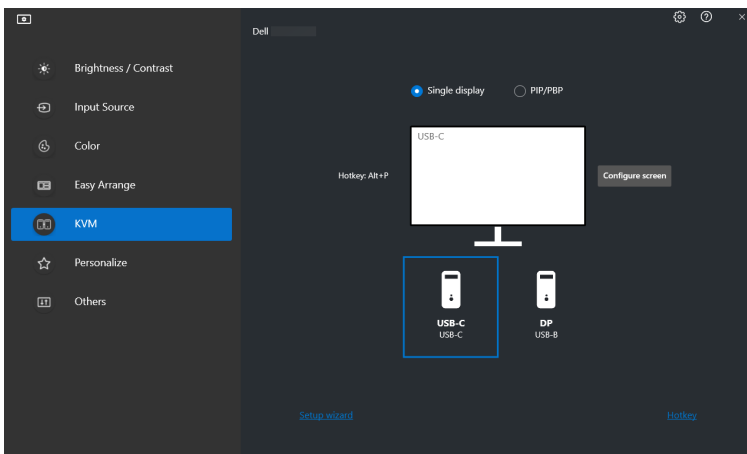 Dell
Brightness / Contrast
Input Source
Color
Easy Arrange
KVM
Personalize
Others
Single display
PIP/PBP
USB-C
Hotkey: Alt+P
Configure screen
USB-C
USB-C
DP
USB-B
Setup wizard
Hotkey